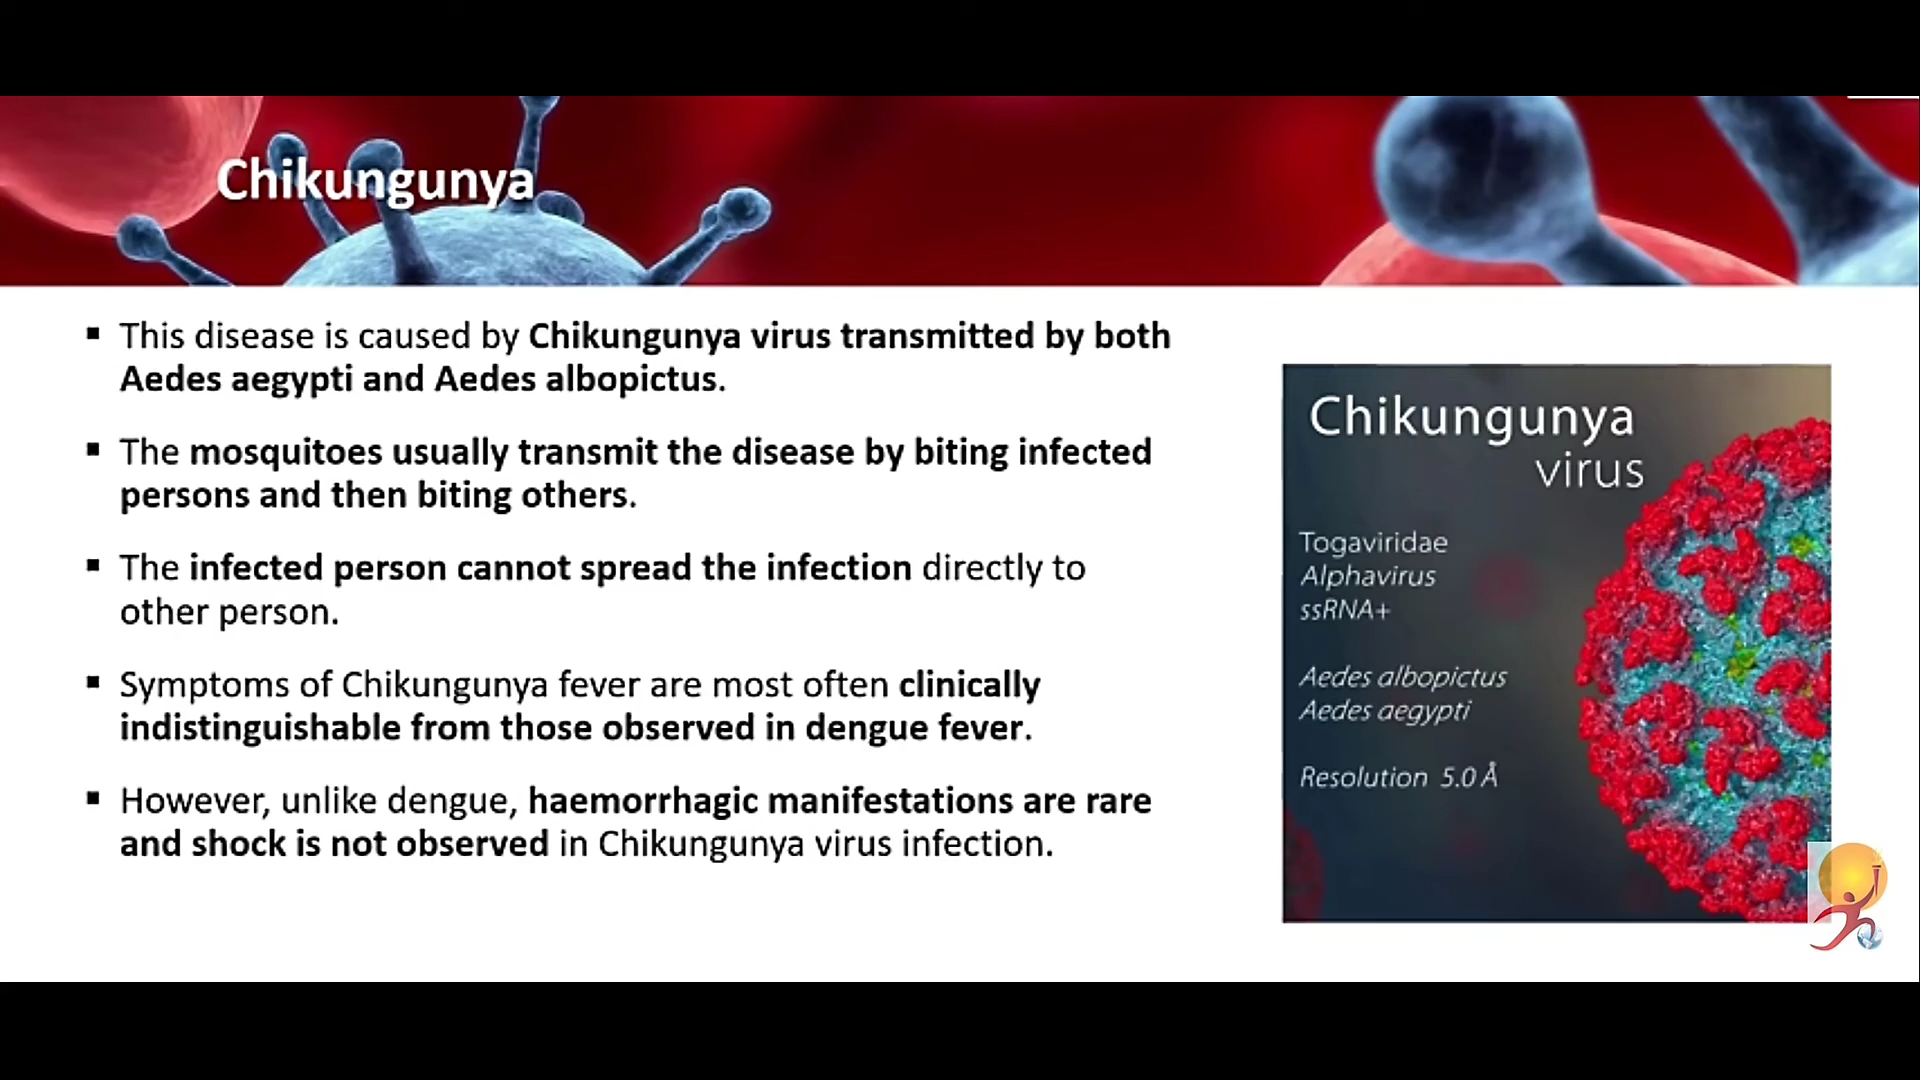 Chikungunya
▪ This disease is caused by Chikungunya virus transmitted by both
Aedes aegypti and Aedes albopictus.
▪ The mosquitoes usually transmit the disease by biting infected
persons and then biting others.
▪ The infected person cannot spread the infection directly to
other person.
▪ Symptoms of Chikungunya fever are most often clinically
indistinguishable from those observed in dengue fever.
▪ However, unlike dengue, haemorrhagic manifestations are rare
and shock is not observed in Chikungunya virus infection.
Chikungunya
virus
Togaviridae
Alphavirus
ssRNA+
Aedes albopictus
Aedes aegypti
Resolution 5.0 Å